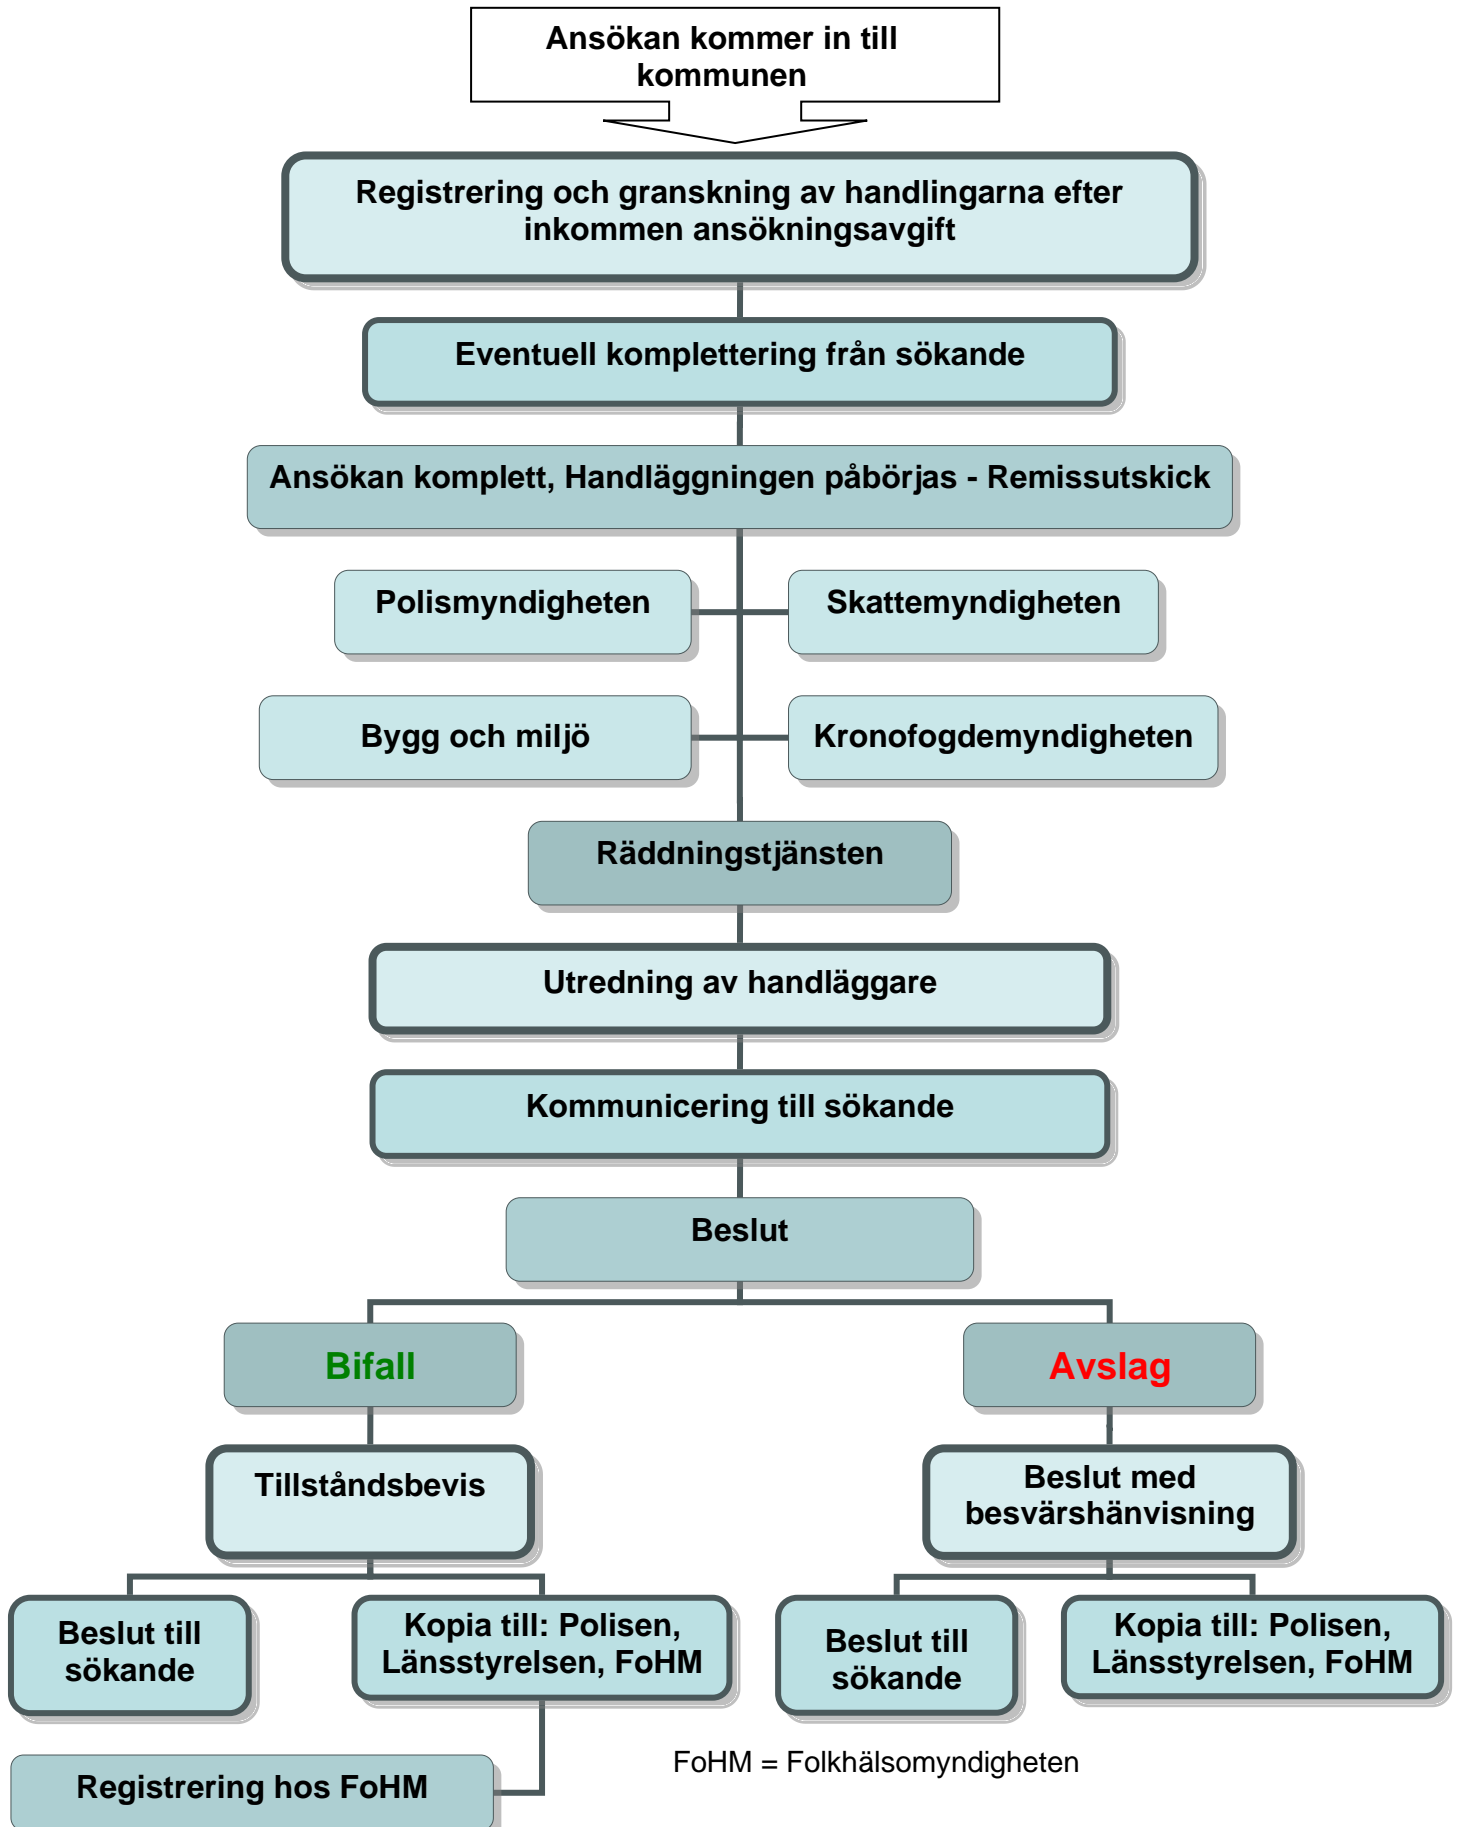 Ansökan kommer in till
kommunen
Registrering och granskning av handlingarna efter
inkommen ansökningsavgift
Eventuell komplettering från sökande
Ansökan komplett, Handläggningen påbörjas - Remissutskick
Polismyndigheten
Skattemyndigheten
Bygg och miljö
Kronofogdemyndigheten
Räddningstjänsten
Utredning av handläggare
Kommunicering till sökande
Beslut
Bifall
Avslag
Tillståndsbevis
Beslut med
besvärshänvisning
Beslut till
sökande
Kopia till: Polisen,
Länsstyrelsen, FoHM
Beslut till
sökande
Kopia till: Polisen,
Länsstyrelsen, FoHM
Registrering hos FoHM
FoHM = Folkhälsomyndigheten